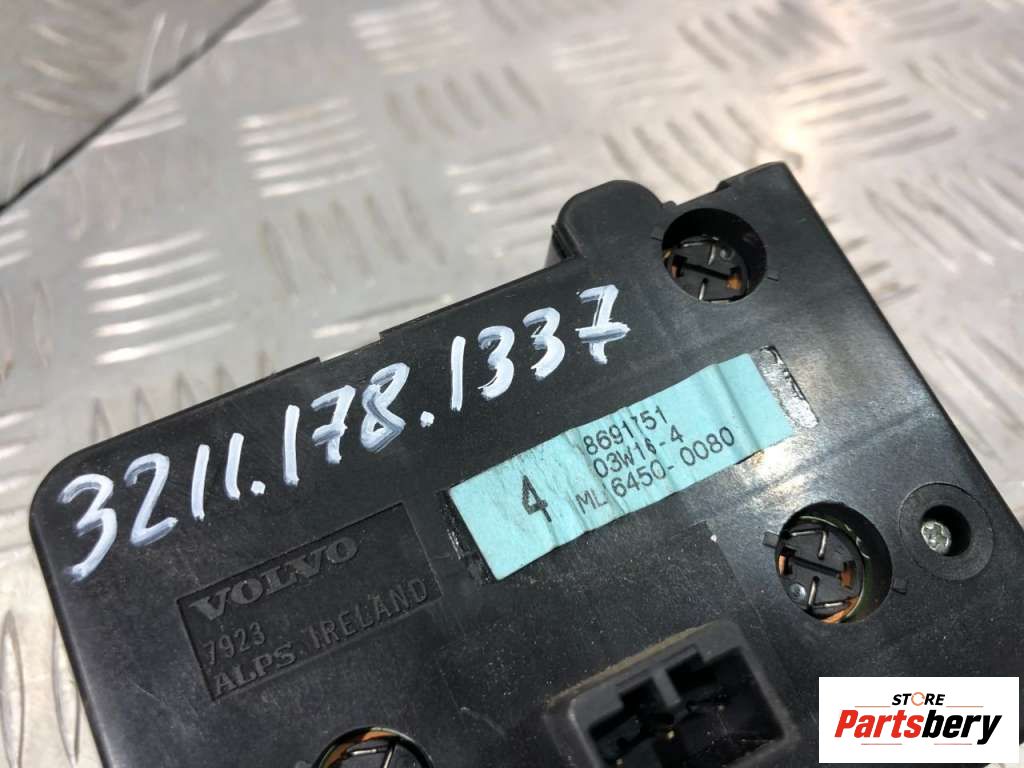 3211.178.1337
8691751
03W16-4
4 ML 6450-0080
VOLVO
7923
ALPS. IRELAND
STORE
Partsbery